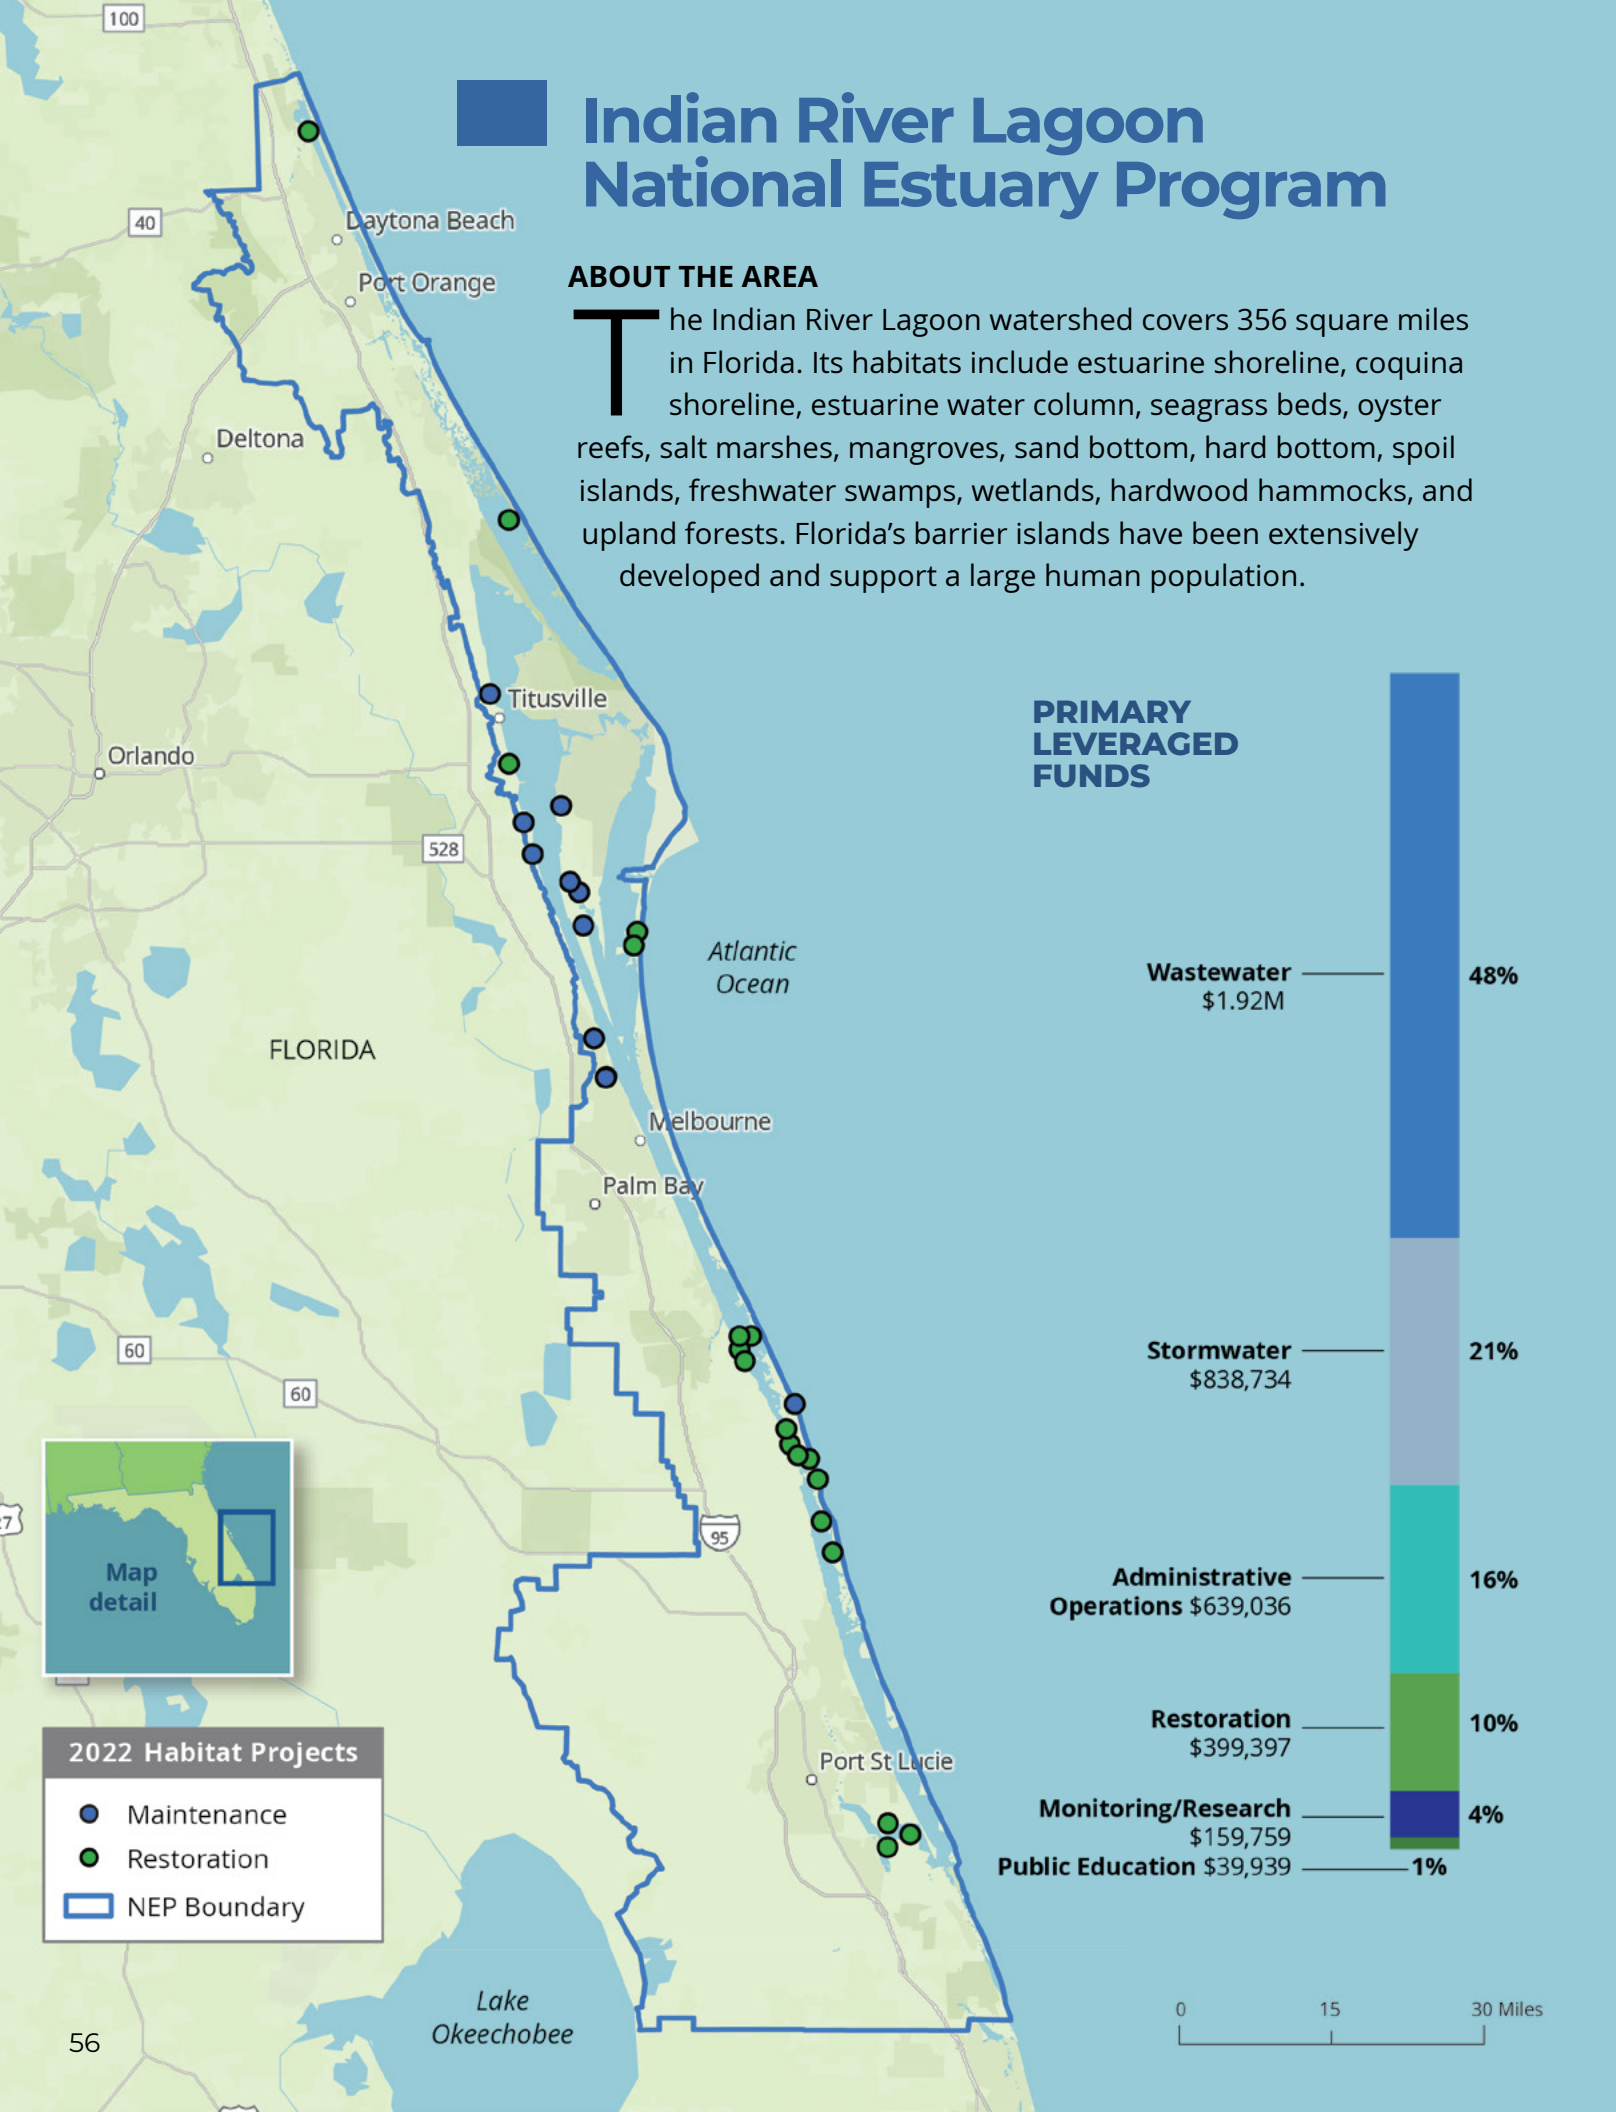 100
Indian River Lagoon
National Estuary Program
40
Daytona Beach
Port Orange
ABOUT THE AREA
The Indian River Lagoon watershed covers 356 square miles
in Florida. Its habitats include estuarine shoreline, coquina
shoreline, estuarine water column, seagrass beds, oyster
reefs, salt marshes, mangroves, sand bottom, hard bottom, spoil
islands, freshwater swamps, wetlands, hardwood hammocks, and
upland forests. Florida’s barrier islands have been extensively
developed and support a large human population.
Deltona
Titusville
Orlando
528
Atlantic
Ocean
FLORIDA
Melbourne
Palm Bay
60
60
95
27
Map
detail
Port St Lucie
Lake
Okeechobee
PRIMARY
LEVERAGED
FUNDS
Wastewater
$1.92M
48%
Stormwater
$838,734
21%
Administrative
Operations $639,036
16%
Restoration
$399,397
10%
Monitoring/Research
$159,759
4%
Public Education $39,939
1%
2022 Habitat Projects
Maintenance
Restoration
NEP Boundary
0 15 30 Miles
56